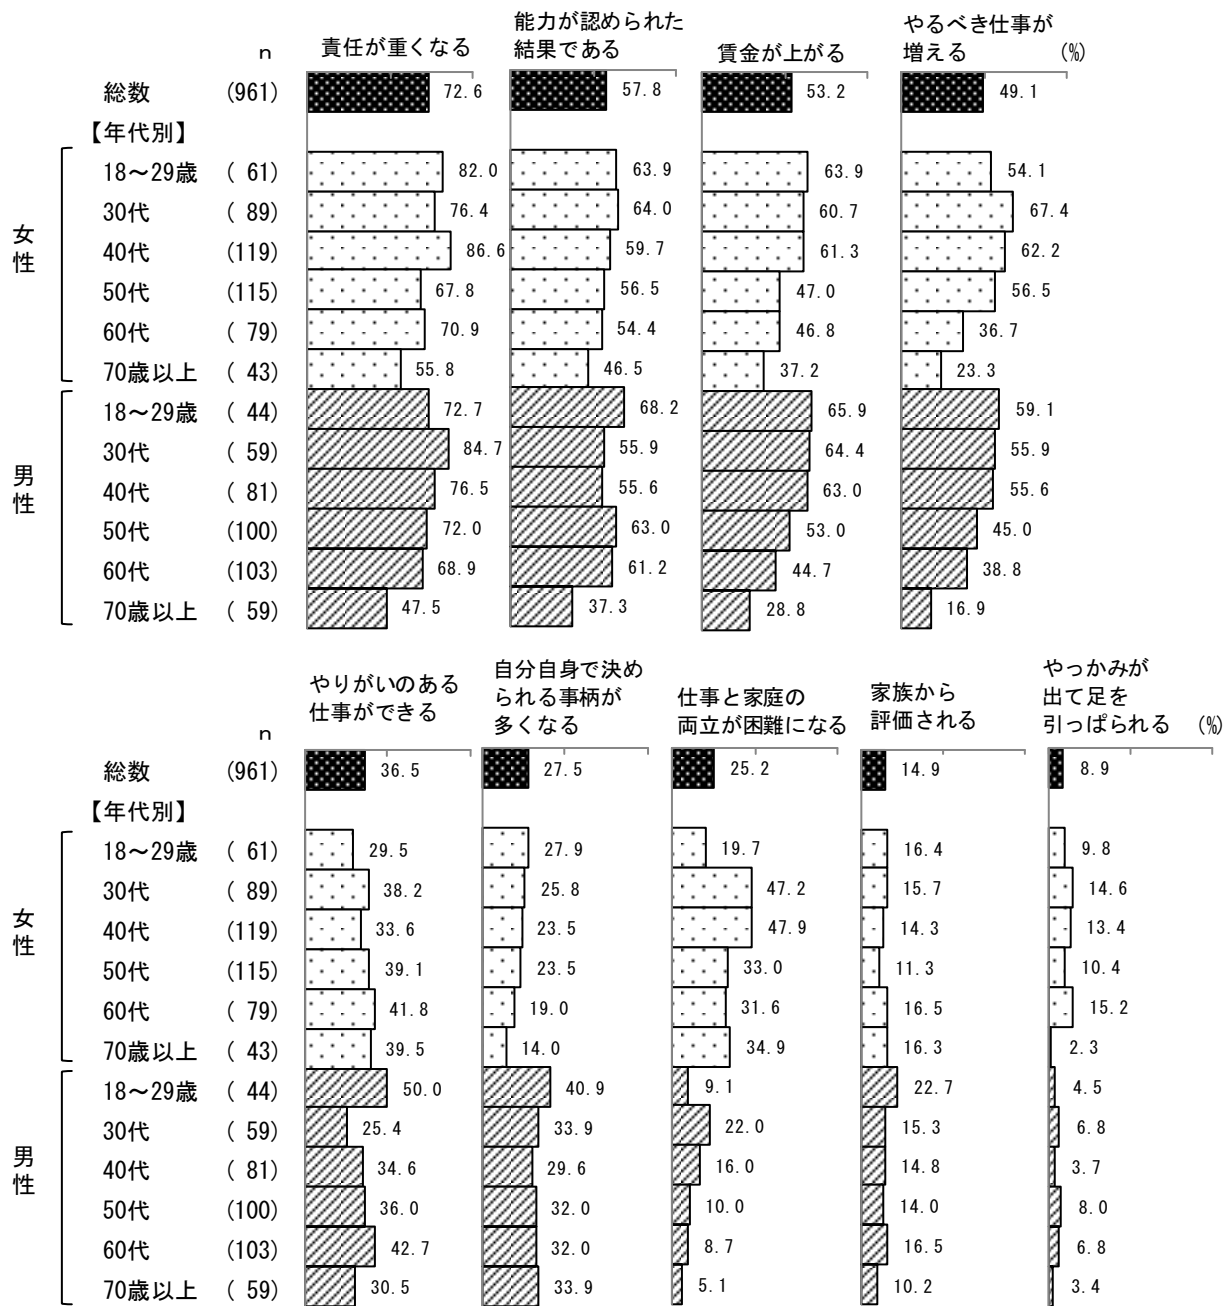 n 責任が重くなる 能力が認められた 賃金が上がる やるべき仕事が (%)
結果である 増える
総数 (961) 72.6 57.8 53.2 49.1
【年代別】
女性
18～29歳 ( 61) 82.0 63.9 63.9 54.1
30代 ( 89) 76.4 64.0 60.7 67.4
40代 (119) 86.6 59.7 61.3 62.2
50代 (115) 67.8 56.5 47.0 56.5
60代 ( 79) 70.9 54.4 46.8 36.7
70歳以上 ( 43) 55.8 46.5 37.2 23.3
男性
18～29歳 ( 44) 72.7 68.2 65.9 59.1
30代 ( 59) 84.7 55.9 64.4 55.9
40代 ( 81) 76.5 55.6 63.0 55.6
50代 (100) 72.0 63.0 53.0 45.0
60代 (103) 68.9 61.2 44.7 38.8
70歳以上 ( 59) 47.5 37.3 28.8 16.9
やりがいのある 自分自身で決め 仕事と家庭の 家族から やっかみが
仕事ができる られる事柄が 両立が困難になる 評価される 出て足を
多くなる 引っぱられる (%)
n
総数 (961) 36.5 27.5 25.2 14.9 8.9
【年代別】
女性
18～29歳 ( 61) 29.5 27.9 19.7 16.4 9.8
30代 ( 89) 38.2 25.8 47.2 15.7 14.6
40代 (119) 33.6 23.5 47.9 14.3 13.4
50代 (115) 39.1 23.5 33.0 11.3 10.4
60代 ( 79) 41.8 19.0 31.6 16.5 15.2
70歳以上 ( 43) 39.5 14.0 34.9 16.3 2.3
男性
18～29歳 ( 44) 50.0 40.9 9.1 22.7 4.5
30代 ( 59) 25.4 33.9 22.0 15.3 6.8
40代 ( 81) 34.6 29.6 16.0 14.8 3.7
50代 (100) 36.0 32.0 10.0 14.0 8.0
60代 (103) 42.7 32.0 8.7 16.5 6.8
70歳以上 ( 59) 30.5 33.9 5.1 10.2 3.4